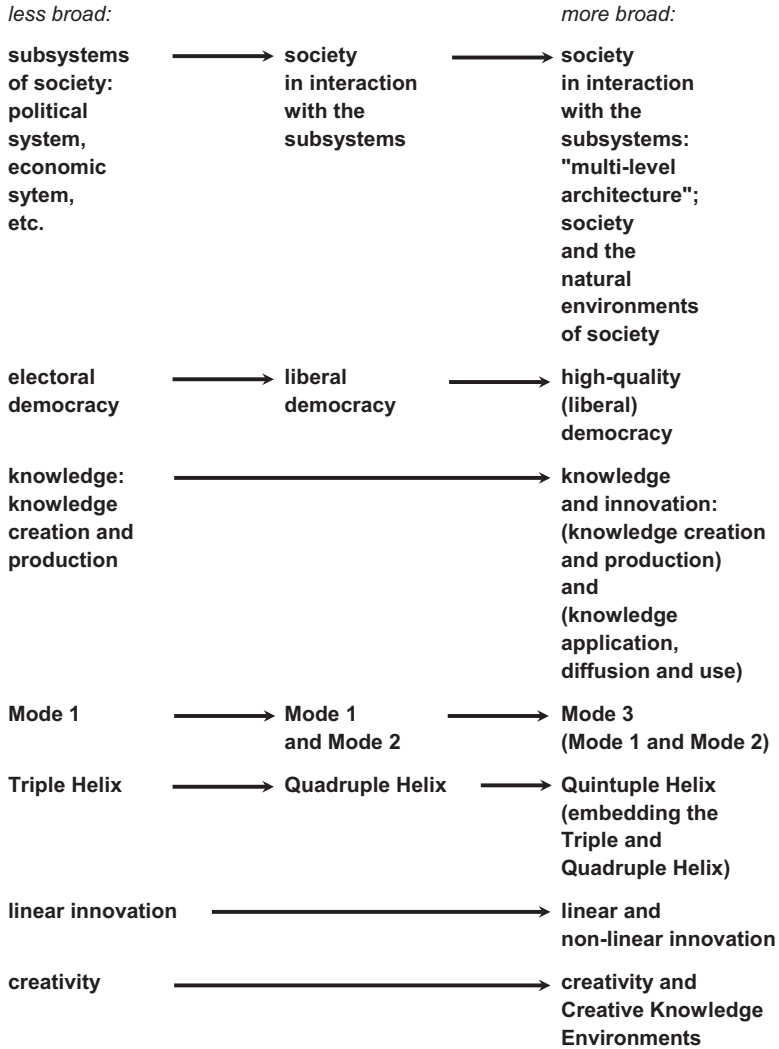 less broad: more broad:
subsystems society society
of society: in interaction in interaction
political with the with the
system, subsystems subsystems:
economic "multi-level
sytem, architecture";
etc. society
and the
natural
environments
of society
electoral liberal high-quality
democracy democracy (liberal)
democracy
knowledge: knowledge
knowledge and innovation:
creation and (knowledge creation
production and production)
and
(knowledge
application,
diffusion and use)
Mode 1 Mode 1 Mode 3
and Mode 2 (Mode 1 and Mode 2)
Triple Helix Quadruple Helix Quintuple Helix
(embedding the
Triple and
Quadruple Helix)
linear innovation linear and
non-linear innovation
creativity creativity and
Creative Knowledge
Environments